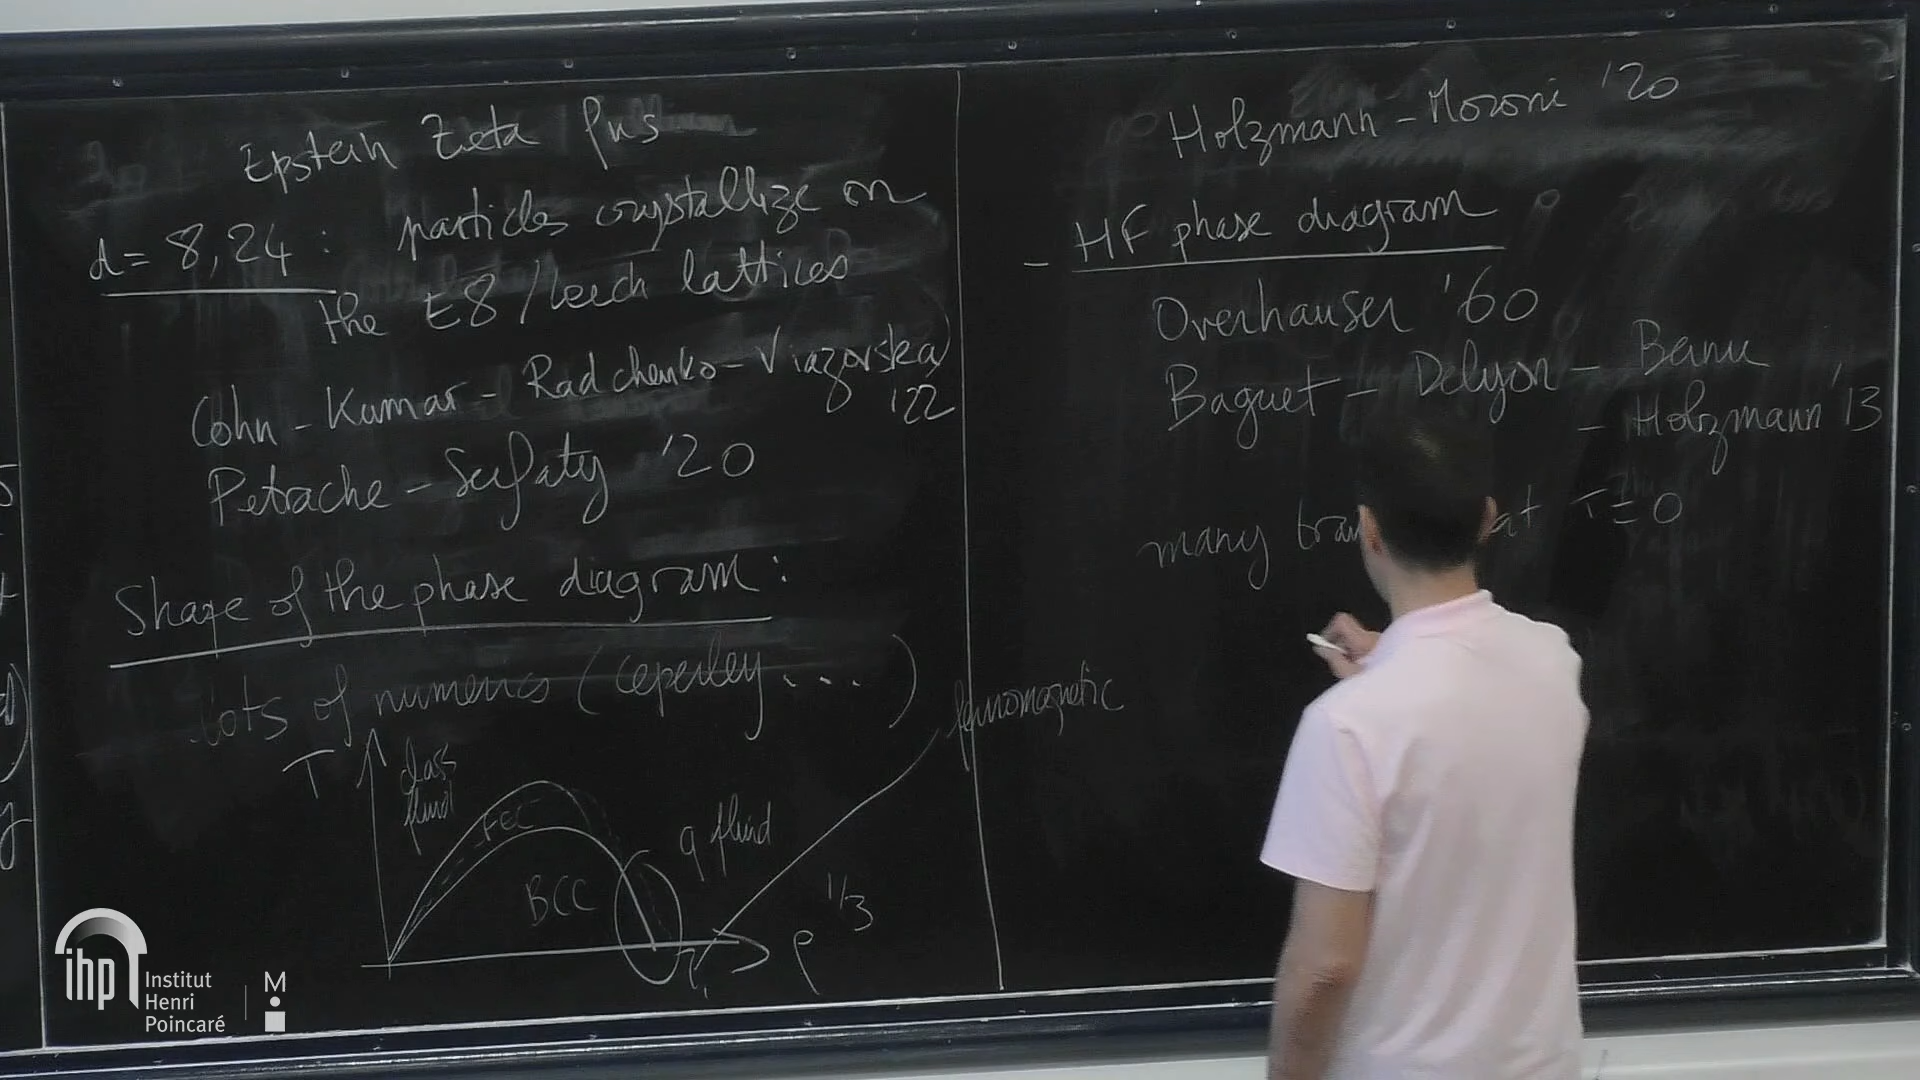 Epstein Zeta fns
d = 8,24 : particles crystallize on
the E8 / Leech lattices
Cohn - Kumar - Radchenko - Viazovska
'22
Petrache - Serfaty '20
Shape of the phase diagram :
lots of numerics (Ceperley, ... )
T
class
fluid
FCC
BCC
q fluid
ρ 1/3
ferromagnetic
Holzmann - Moroni '20
- HF phase diagram
Overhauser '60
Baguet - Delyon - Bernu
- Holzmann '13
many tran at T=0
ihp
Institut
Henri
Poincaré
M